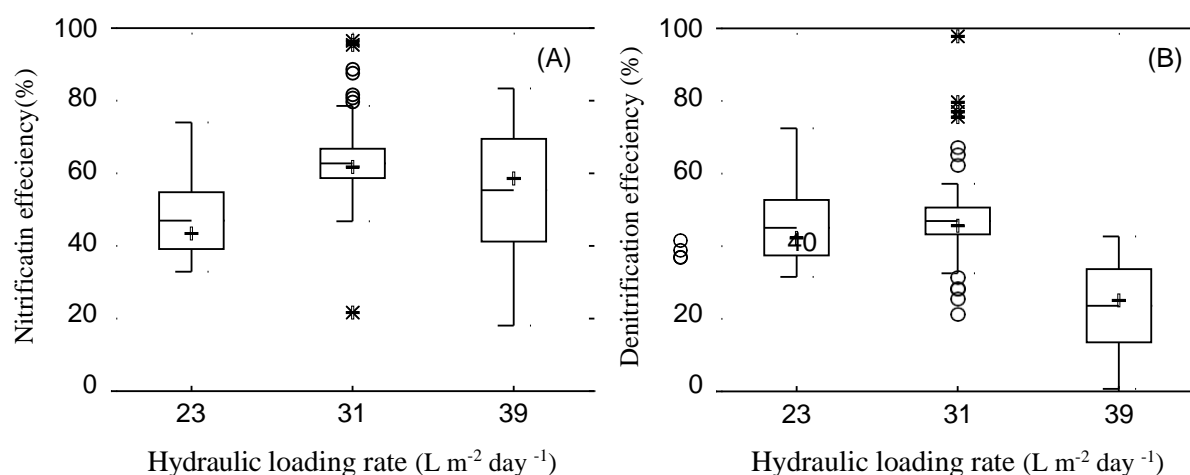 (A)
Nitrificatin effeciency(%)
100
80
60
40
20
0
23 31 39
Hydraulic loading rate (L m-2 day -1)
(B)
Denitrification effeciency (%)
100
80
60
40
20
0
23 31 39
Hydraulic loading rate (L m-2 day -1)